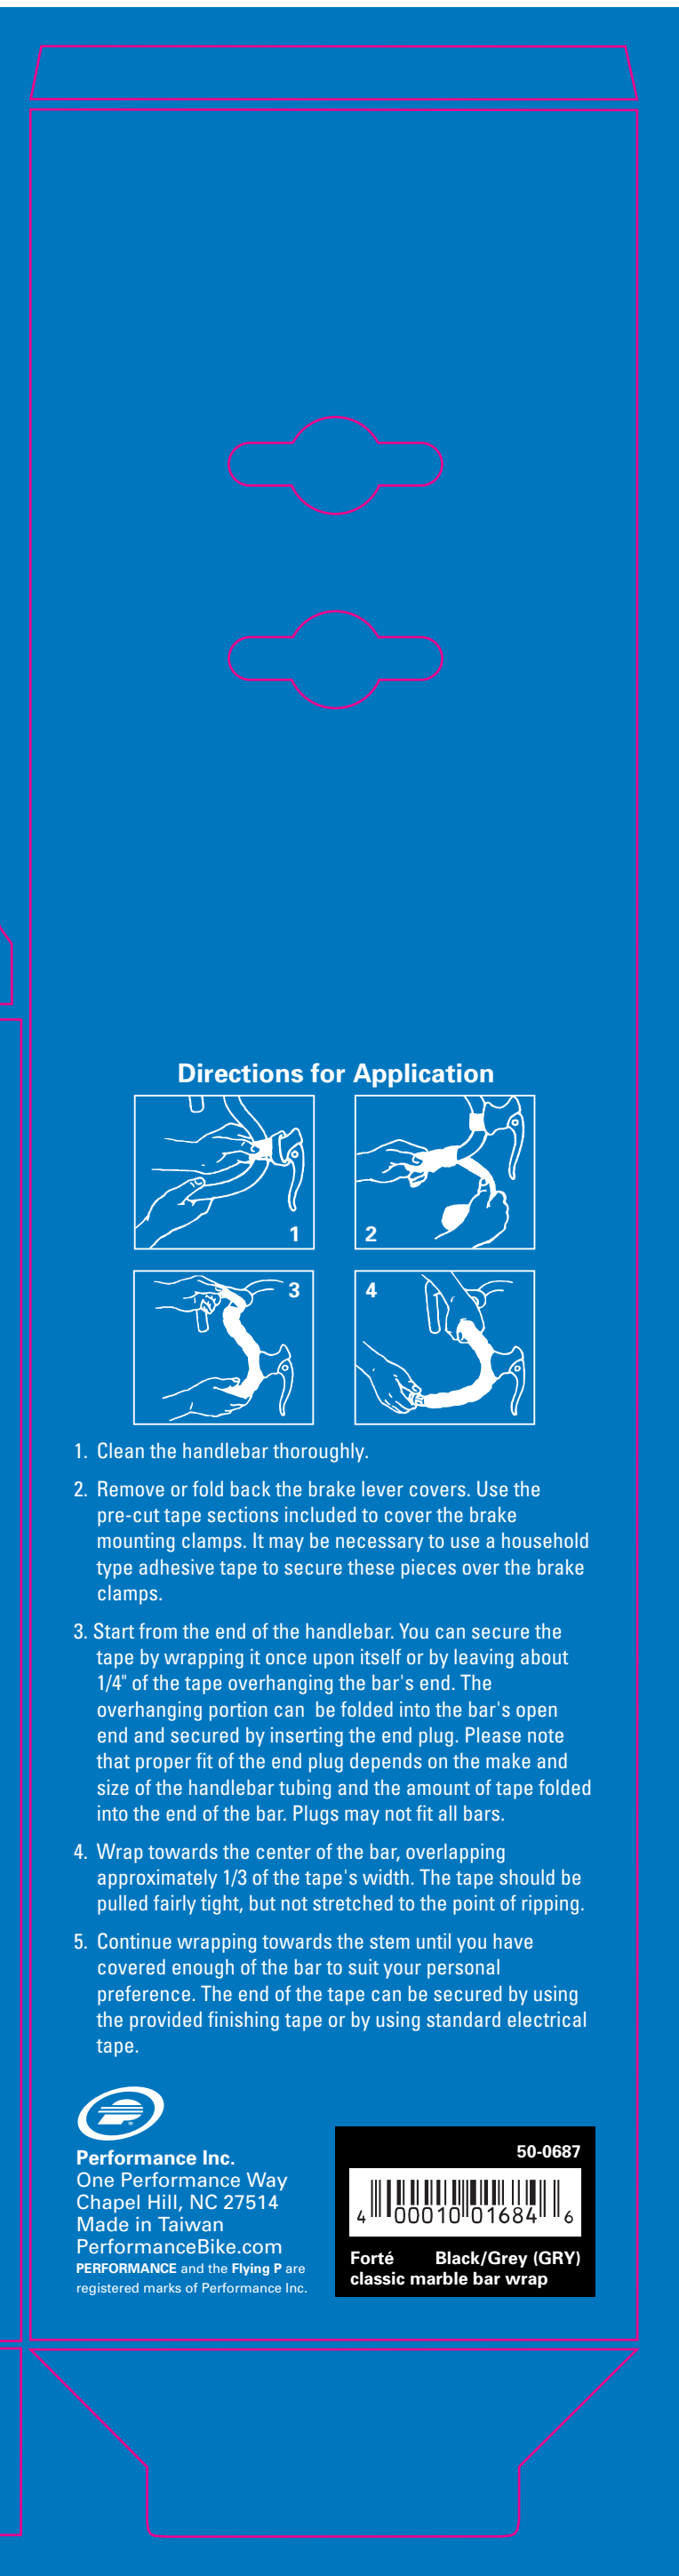 Directions for Application
1
2
3
4
1. Clean the handlebar thoroughly.
2. Remove or fold back the brake lever covers. Use the
pre-cut tape sections included to cover the brake
mounting clamps. It may be necessary to use a household
type adhesive tape to secure these pieces over the brake
clamps.
3. Start from the end of the handlebar. You can secure the
tape by wrapping it once upon itself or by leaving about
1/4" of the tape overhanging the bar's end. The
overhanging portion can  be folded into the bar's open
end and secured by inserting the end plug. Please note
that proper fit of the end plug depends on the make and
size of the handlebar tubing and the amount of tape folded
into the end of the bar. Plugs may not fit all bars.
4. Wrap towards the center of the bar, overlapping
approximately 1/3 of the tape's width. The tape should be
pulled fairly tight, but not stretched to the point of ripping.
5. Continue wrapping towards the stem until you have
covered enough of the bar to suit your personal
preference. The end of the tape can be secured by using
the provided finishing tape or by using standard electrical
tape.
P®
Performance Inc.
One Performance Way
Chapel Hill, NC 27514
Made in Taiwan
PerformanceBike.com
PERFORMANCE and the Flying P are
registered marks of Performance Inc.
50-0687
4 00010 01684 6
Forté Black/Grey (GRY)
classic marble bar wrap